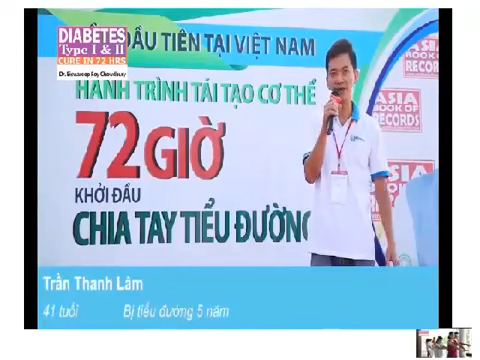 DIABETES
Type I & II
CURE IN 72 HRS
Dr. Biswaroop Roy Chowdhury
ĐẦU TIÊN TẠI VIỆT NAM
HÀNH TRÌNH TÁI TẠO CƠ THỂ
72 GIỜ
KHỞI ĐẦU
CHIA TAY TIỂU ĐƯỜNG
ASIA
BOOK OF
RECORDS
ASIA
BOOK OF
RECORDS
ASIA
BOOK OF
Trần Thanh Lâm
41 tuổi Bị tiểu đường 5 năm